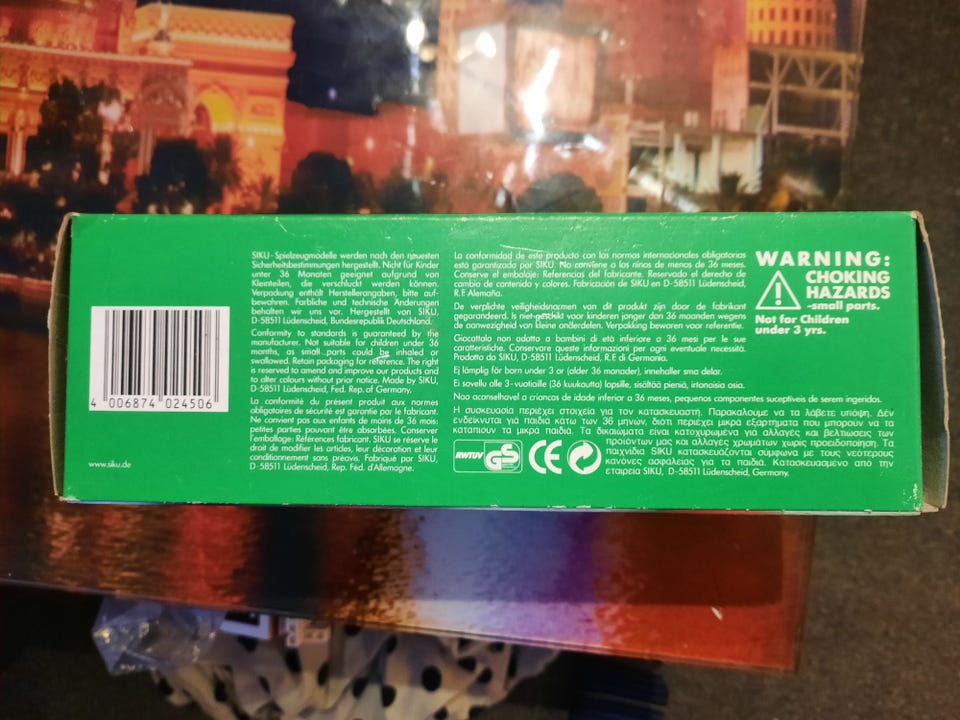 SIKU-Spielzeugmodelle werden nach den neuesten
Sicherheitsbestimmungen hergestellt. Nicht für Kinder
unter 36 Monaten geeignet aufgrund von
Kleinteilen, die verschluckt werden können.
Verpackung enthält Herstellerangaben, bitte auf-
bewahren. Farbliche und technische Änderungen
behalten wir uns vor. Hergestellt von SIKU,
D-58511 Lüdenscheid, Bundesrepublik Deutschland.
Conformity to standards is guaranteed by the
manufacturer. Not suitable for children under 36
months, as small parts could be inhaled or
swallowed. Retain packaging for reference. The right
is reserved to amend and improve our products and
to alter colours without prior notice. Made by SIKU,
D-58511 Lüdenscheid, Fed. Rep. of Germany.
La conformité du présent produit aux normes
obligatoires de sécurité est garantie par le fabricant.
Ne convient pas aux enfants de moins de 36 mois:
petites parties pouvant être absorbées. Conserver
l'emballage: Références fabricant. SIKU se réserve le
droit de modifier les articles, leur décoration et leur
conditionnement sans préavis. Fabriqué par SIKU,
D-58511 Lüdenscheid, Rep. Féd. d'Allemagne.
4 006874 024506
www.siku.de
La conformidad de este producto con las normas internacionales obligatorias
está garantizada por SIKU. No conviene a los ninos de menos de 36 meses.
Conserve el embalaje: Referencias del fabricante. Reservado el derecho de
cambio de contenido y colores. Fabricación de SIKU en D-58511 Lüdenscheid,
R.F. Alemaña.
De verplichte veiligheidsnormen van dit produkt zijn door de fabrikant
gegarandeerd. Is niet geschikt voor kinderen jonger dan 36 maanden wegens
de aanwezigheid van kleine onderdelen. Verpakking bewaren voor referentie.
Giocattolo non adatto a bambini di età inferiore a 36 mesi per le sue
caratteristiche. Conservare queste informazioni per ogni eventuale necessità.
Prodotto da SIKU, D-58511 Lüdenscheid, R.F. di Germania.
Ej lämplig får barn under 3 ar (alder 36 manader), innehaller sma delar.
Ei sovellu alle 3-vuotiaille (36 kuukautta) lapsille, sisältää pieniä, irtonaisia osia.
Nao aconselhavel a criancas de idade inferior a 36 meses, pequenos componentes suceptiveis de serem ingeridos.
Η συσκευασία περιέχει στοιχεία για τον κατασκευαστή. Παρακαλούμε να τα λάβετε υπόψη. Δέν
ενδείκνυται για παιδιά κάτω των 36 μηνών, διότι περιέχει μικρά εξαρτήματα που μπορούν να
καταπιουν τα μικρά παιδιά. Τα δικαιώματα είναι κατοχυρωμένα γιά αλλαγές και βελτιώσεις των
προϊόντων μας και αλλαγές χρωμάτων χωρίς προειδοποίηση. Τα
παιχνίδια SIKU κατασκευάζονται σύμφωνα με τους νεότερους
κανόνες ασφαλείας για τα παιδιά. Κατασκευασμένο από την
εταιρεία SIKU, D-58511 Lüdenscheid, Germany.
RWTÜV GS CE
WARNING:
CHOKING
HAZARDS
-small parts.
Not for Children
under 3 yrs.